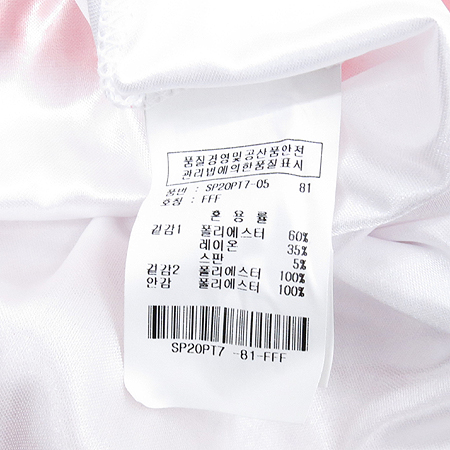 품질경영및공산품안전
관리법에의한품질표시
품번 : SP20PT7-05 81
호칭 : FFF
혼 용 률
겉감1 폴리에스터 60%
레이온 35%
스판 5%
겉감2 폴리에스터 100%
안감 폴리에스터 100%
SP20PT7 -81-FFF